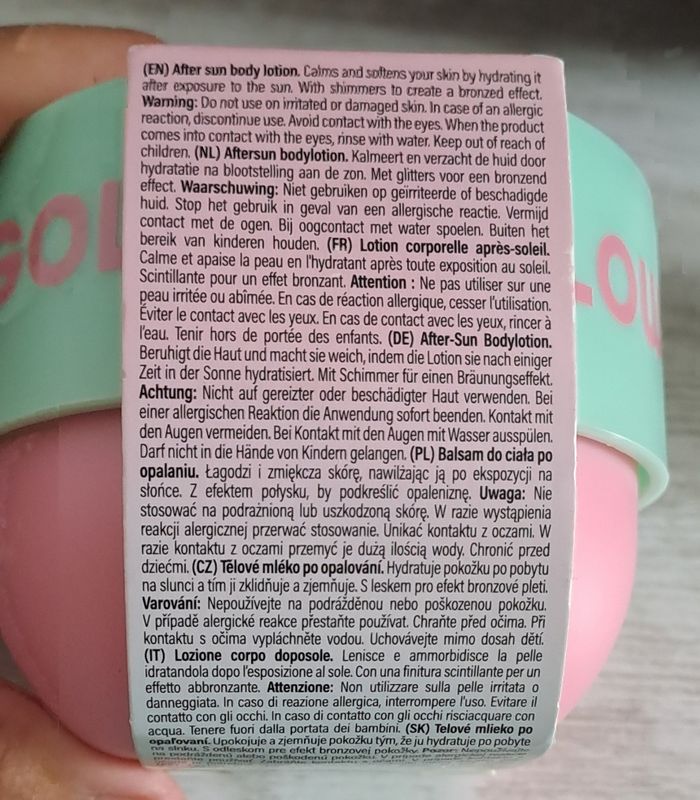 (EN) After sun body lotion. Calms and softens your skin by hydrating it
after exposure to the sun. With shimmers to create a bronzed effect.
Warning: Do not use on irritated or damaged skin. In case of an allergic
reaction, discontinue use. Avoid contact with the eyes. When the product
comes into contact with the eyes, rinse with water. Keep out of reach of
children. (NL) Aftersun bodylotion. Kalmeert en verzacht de huid door
hydratatie na blootstelling aan de zon. Met glitters voor een bronzend
effect. Waarschuwing: Niet gebruiken op geïrriteerde of beschadigde
huid. Stop het gebruik in geval van een allergische reactie. Vermijd
contact met de ogen. Bij oogcontact met water spoelen. Buiten het
bereik van kinderen houden. (FR) Lotion corporelle après-soleil.
Calme et apaise la peau en l'hydratant après toute exposition au soleil.
Scintillante pour un effet bronzant. Attention : Ne pas utiliser sur une
peau irritée ou abîmée. En cas de réaction allergique, cesser l'utilisation.
Éviter le contact avec les yeux. En cas de contact avec les yeux, rincer à
l'eau. Tenir hors de portée des enfants. (DE) After-Sun Bodylotion.
Beruhigt die Haut und macht sie weich, indem die Lotion sie nach einiger
Zeit in der Sonne hydratisiert. Mit Schimmer für einen Bräunungseffekt.
Achtung: Nicht auf gereizter oder beschädigter Haut verwenden. Bei
einer allergischen Reaktion die Anwendung sofort beenden. Kontakt mit
den Augen vermeiden. Bei Kontakt mit den Augen mit Wasser ausspülen.
Darf nicht in die Hände von Kindern gelangen. (PL) Balsam do ciała po
opalaniu. Łagodzi i zmiękcza skórę, nawilżając ją po ekspozycji na
słońce. Z efektem połysku, by podkreślić opaleniznę. Uwaga: Nie
stosować na podrażnioną lub uszkodzoną skórę. W razie wystąpienia
reakcji alergicznej przerwać stosowanie. Unikać kontaktu z oczami. W
razie kontaktu z oczami przemyć je dużą ilością wody. Chronić przed
dziećmi. (CZ) Tělové mléko po opalování. Hydratuje pokožku po pobytu
na slunci a tím ji zklidňuje a zjemňuje. S leskem pro efekt bronzové pleti.
Varování: Nepoužívejte na podrážděnou nebo poškozenou pokožku.
V případě alergické reakce přestaňte používat. Chraňte před očima. Při
kontaktu s očima vypláchněte vodou. Uchovávejte mimo dosah dětí.
(IT) Lozione corpo doposole. Lenisce e ammorbidisce la pelle
idratandola dopo l'esposizione al sole. Con una finitura scintillante per un
effetto abbronzante. Attenzione: Non utilizzare sulla pelle irritata o
danneggiata. In caso di reazione allergica, interrompere l'uso. Evitare il
contatto con gli occhi. In caso di contatto con gli occhi risciacquare con
acqua. Tenere fuori dalla portata dei bambini. (SK) Telové mlieko po
opaľovaní. Upokojuje a zjemňuje pokožku tým, že ju hydratuje po pobyte
na slnku. S odleskom pre efekt bronzovej pokožky. Pozor: Nepoužívajte
na podráždenú alebo poškodenú pokožku. V prípade alergickej reakcie